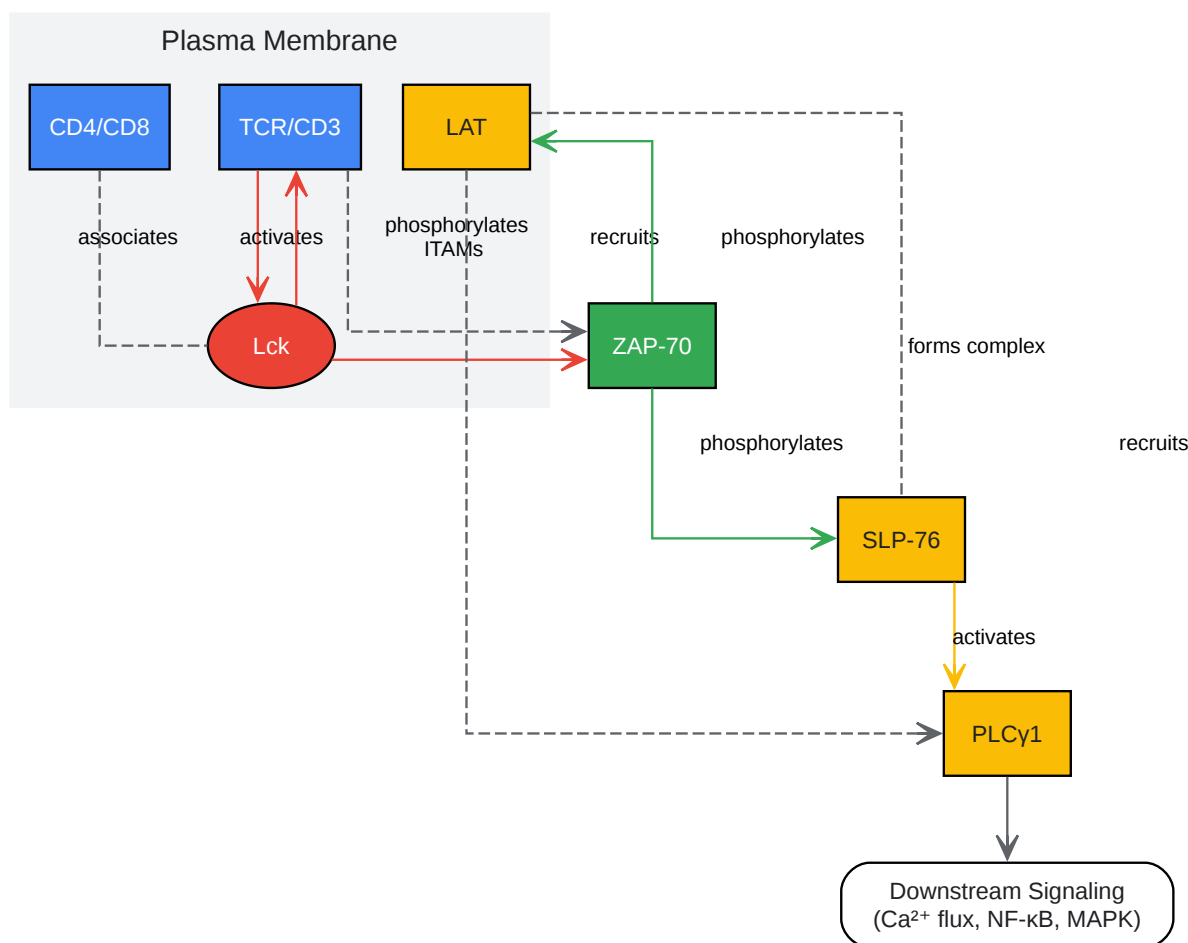 Plasma Membrane
CD4/CD8
TCR/CD3
LAT
associates
activates
phosphorylates
ITAMs
recruits
phosphorylates
Lck
ZAP-70
forms complex
phosphorylates
recruits
SLP-76
activates
PLCγ1
Downstream Signaling
(Ca²⁺ flux, NF-κB, MAPK)